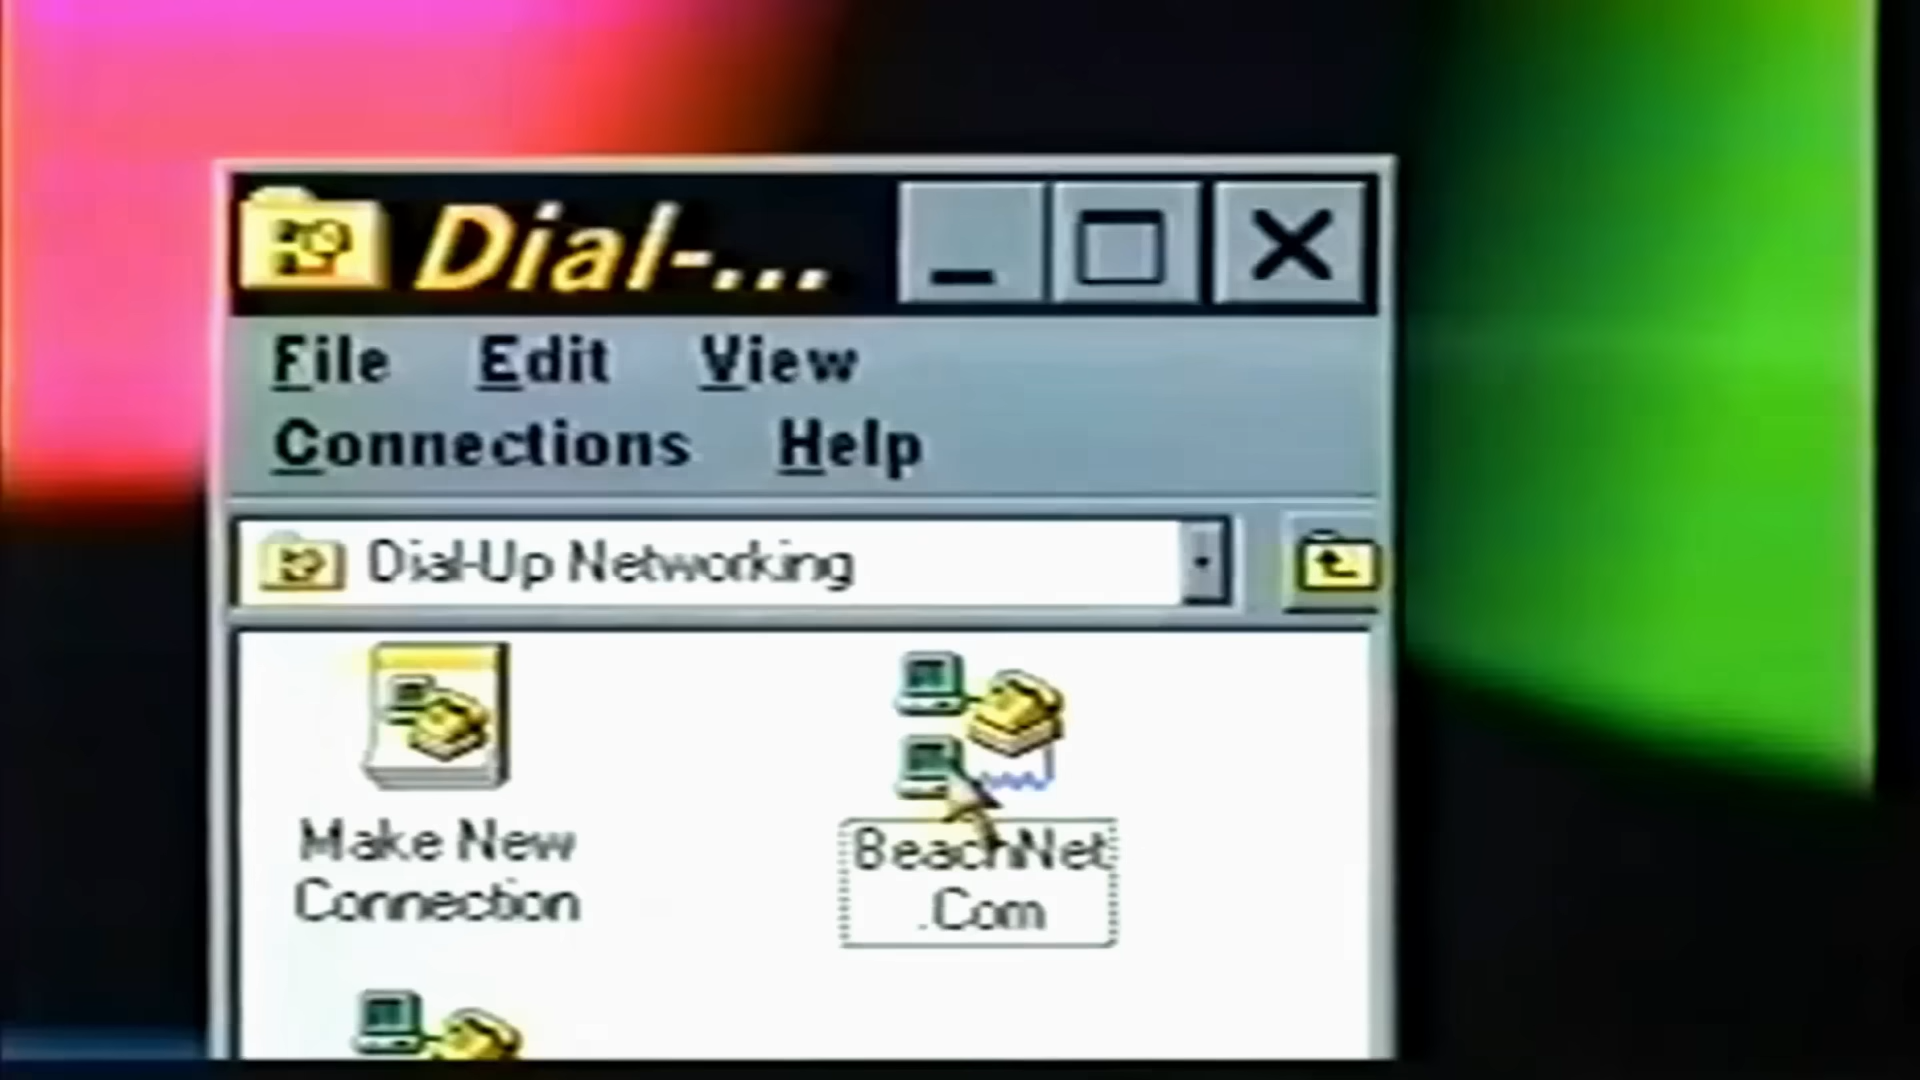 Dial-...
File Edit View
Connections Help
Dial-Up Networking
Make New
Connection
BeachNet
.Com